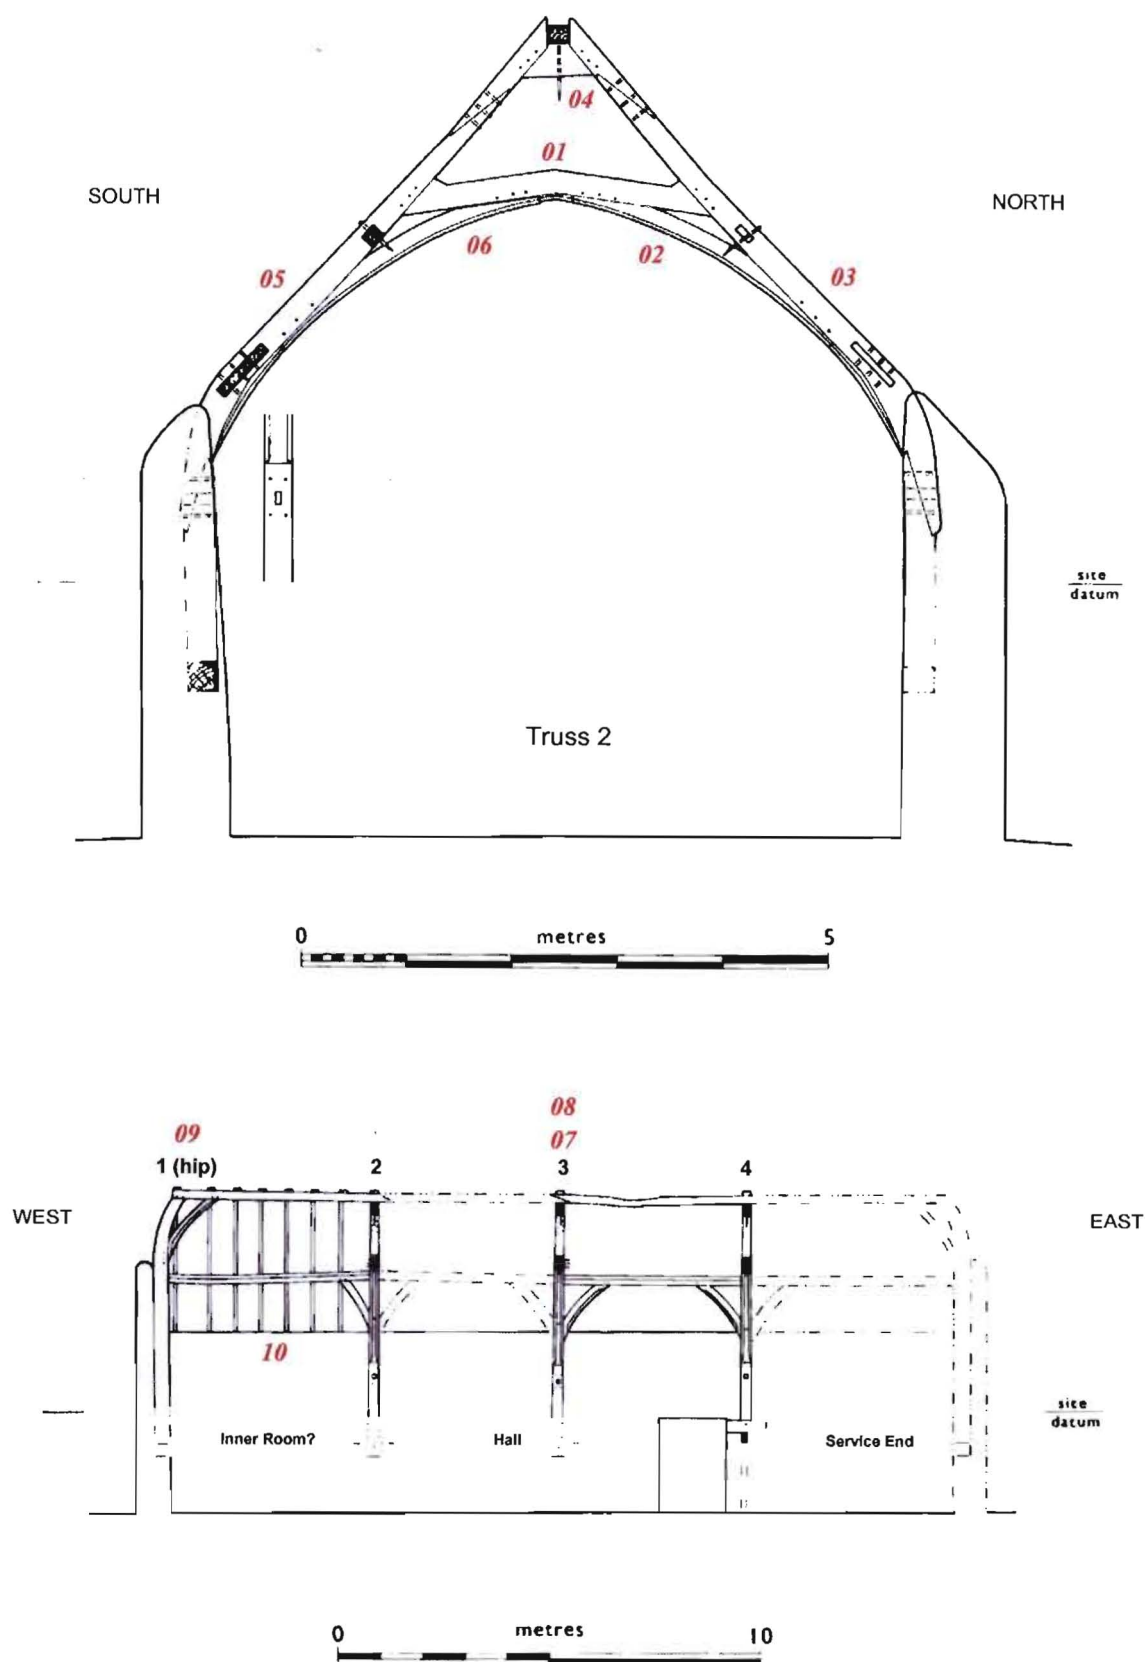 04
01
SOUTH
NORTH
06
02
05
03
site
datum
Truss 2
0 metres 5
08
09
07
1 (hip)
2
3
4
WEST
EAST
10
site
datum
Inner Room?
Hall
Service End
0 metres 10